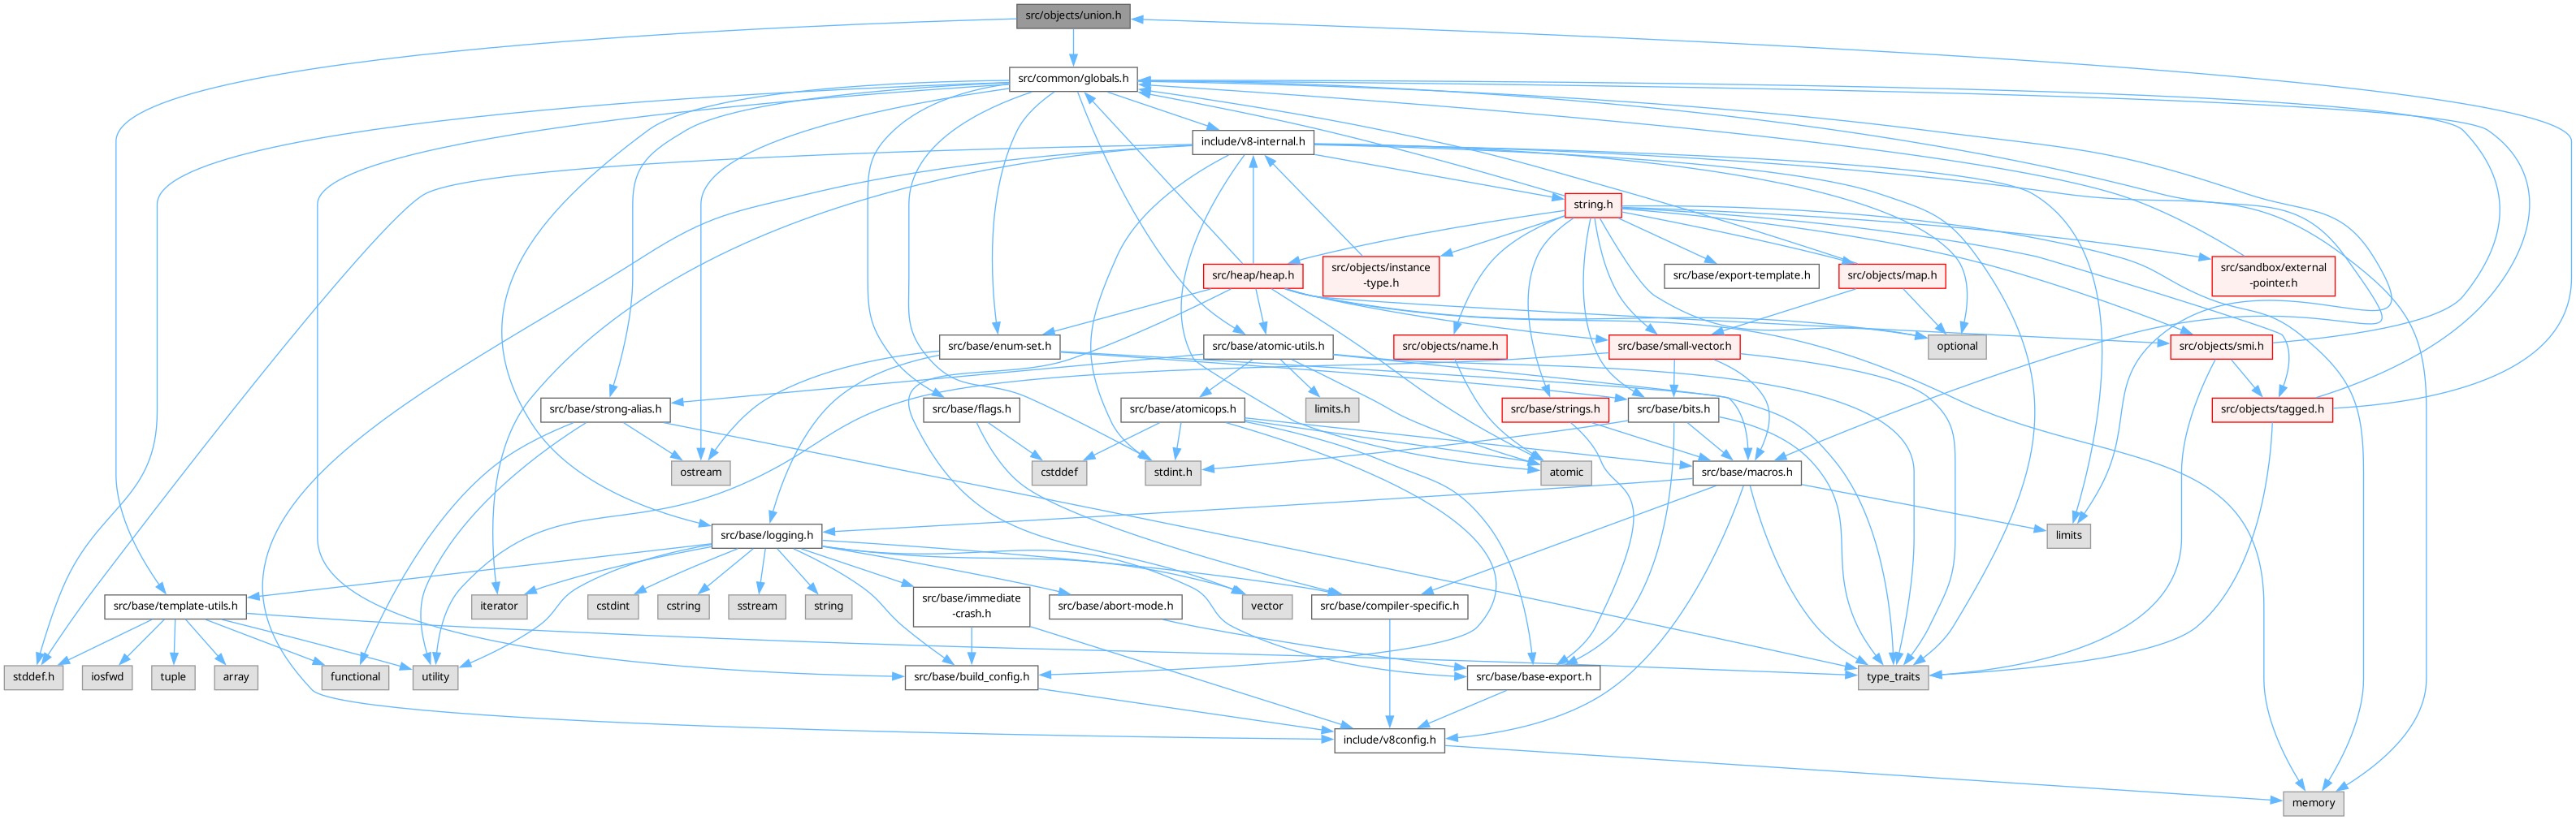 src/objects/union.h
src/common/globals.h
include/v8-internal.h
string.h
src/heap/heap.h
src/objects/instance
-type.h
src/base/export-template.h
src/objects/map.h
src/sandbox/external
-pointer.h
src/base/enum-set.h
src/base/atomic-utils.h
src/objects/name.h
src/base/small-vector.h
optional
src/objects/smi.h
src/base/strong-alias.h
src/base/flags.h
src/base/atomicops.h
limits.h
src/base/strings.h
src/base/bits.h
src/objects/tagged.h
ostream
cstddef
stdint.h
atomic
src/base/macros.h
src/base/logging.h
limits
src/base/template-utils.h
iterator
cstdint
cstring
sstream
string
src/base/immediate
-crash.h
src/base/abort-mode.h
vector
src/base/compiler-specific.h
stddef.h
iosfwd
tuple
array
functional
utility
src/base/build_config.h
src/base/base-export.h
type_traits
include/v8config.h
memory